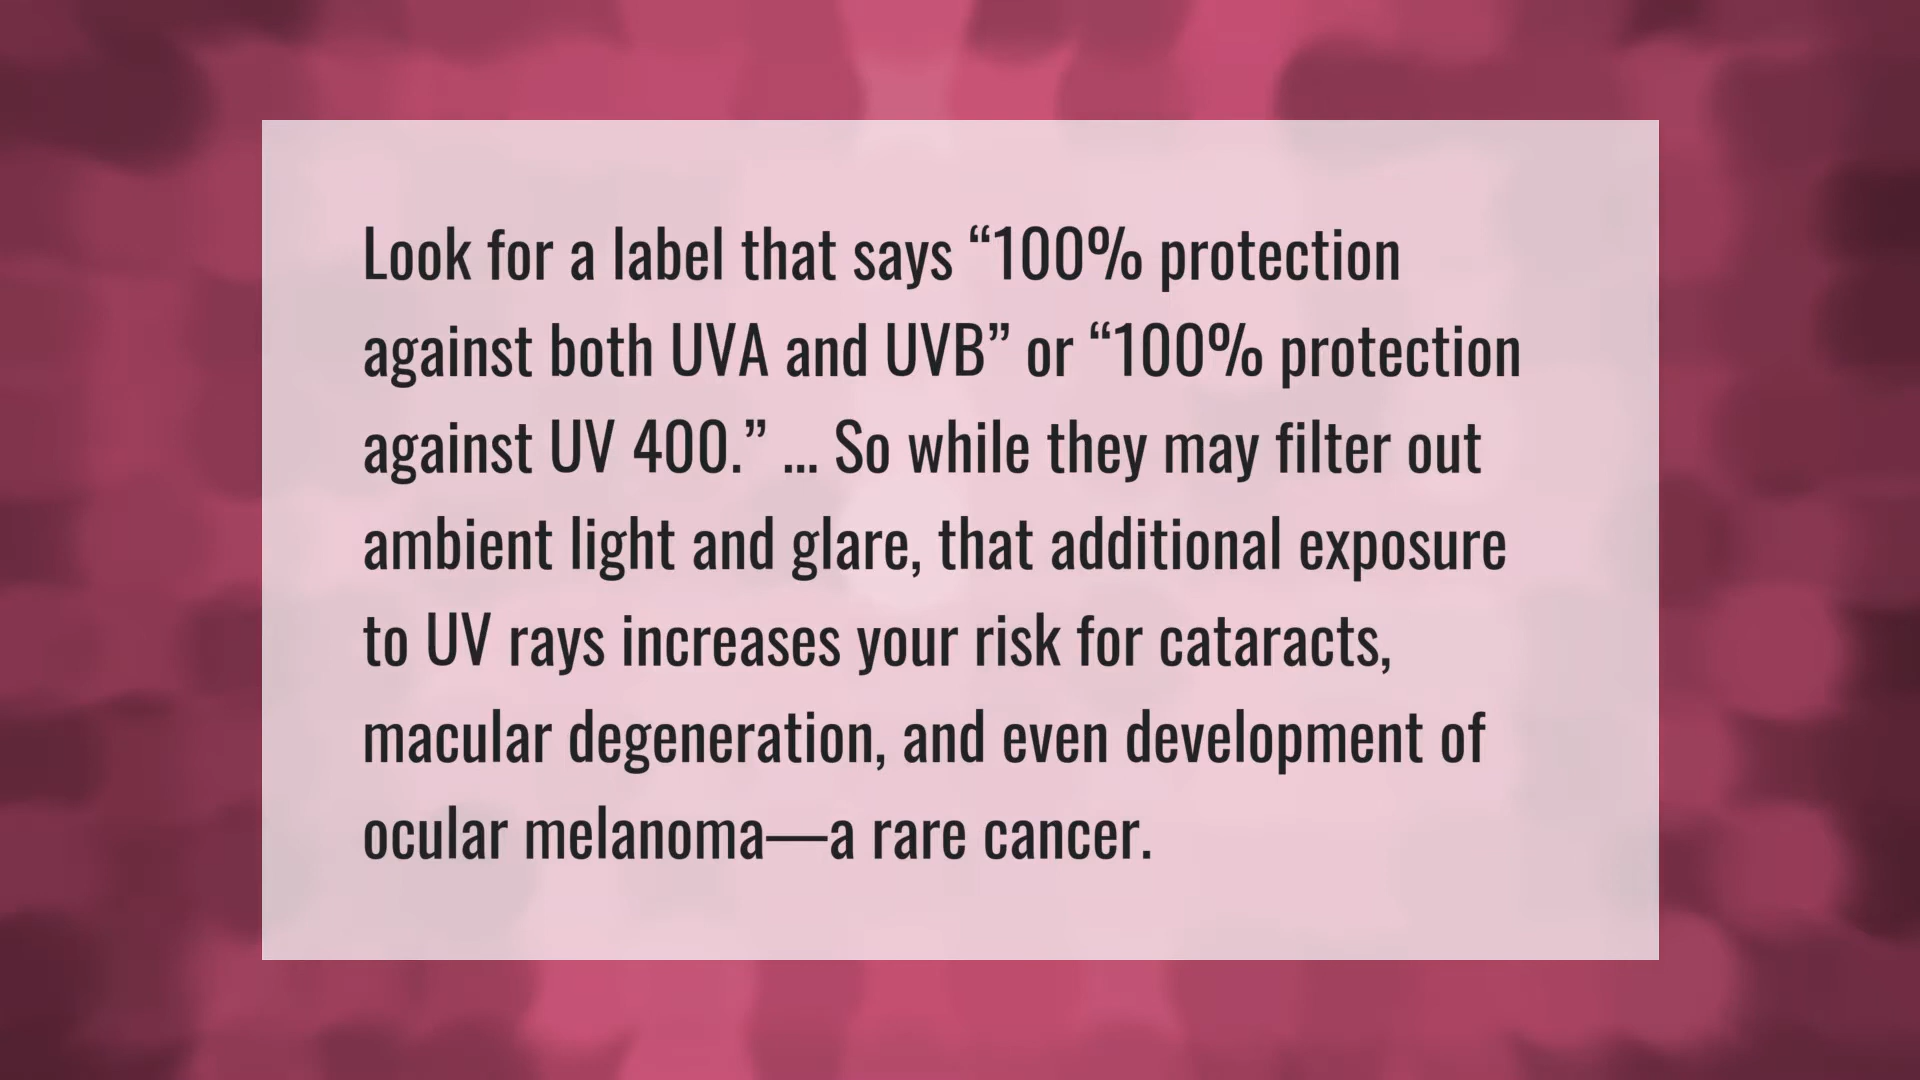 Look for a label that says “100% protection
against both UVA and UVB” or “100% protection
against UV 400.” ... So while they may filter out
ambient light and glare, that additional exposure
to UV rays increases your risk for cataracts,
macular degeneration, and even development of
ocular melanoma—a rare cancer.